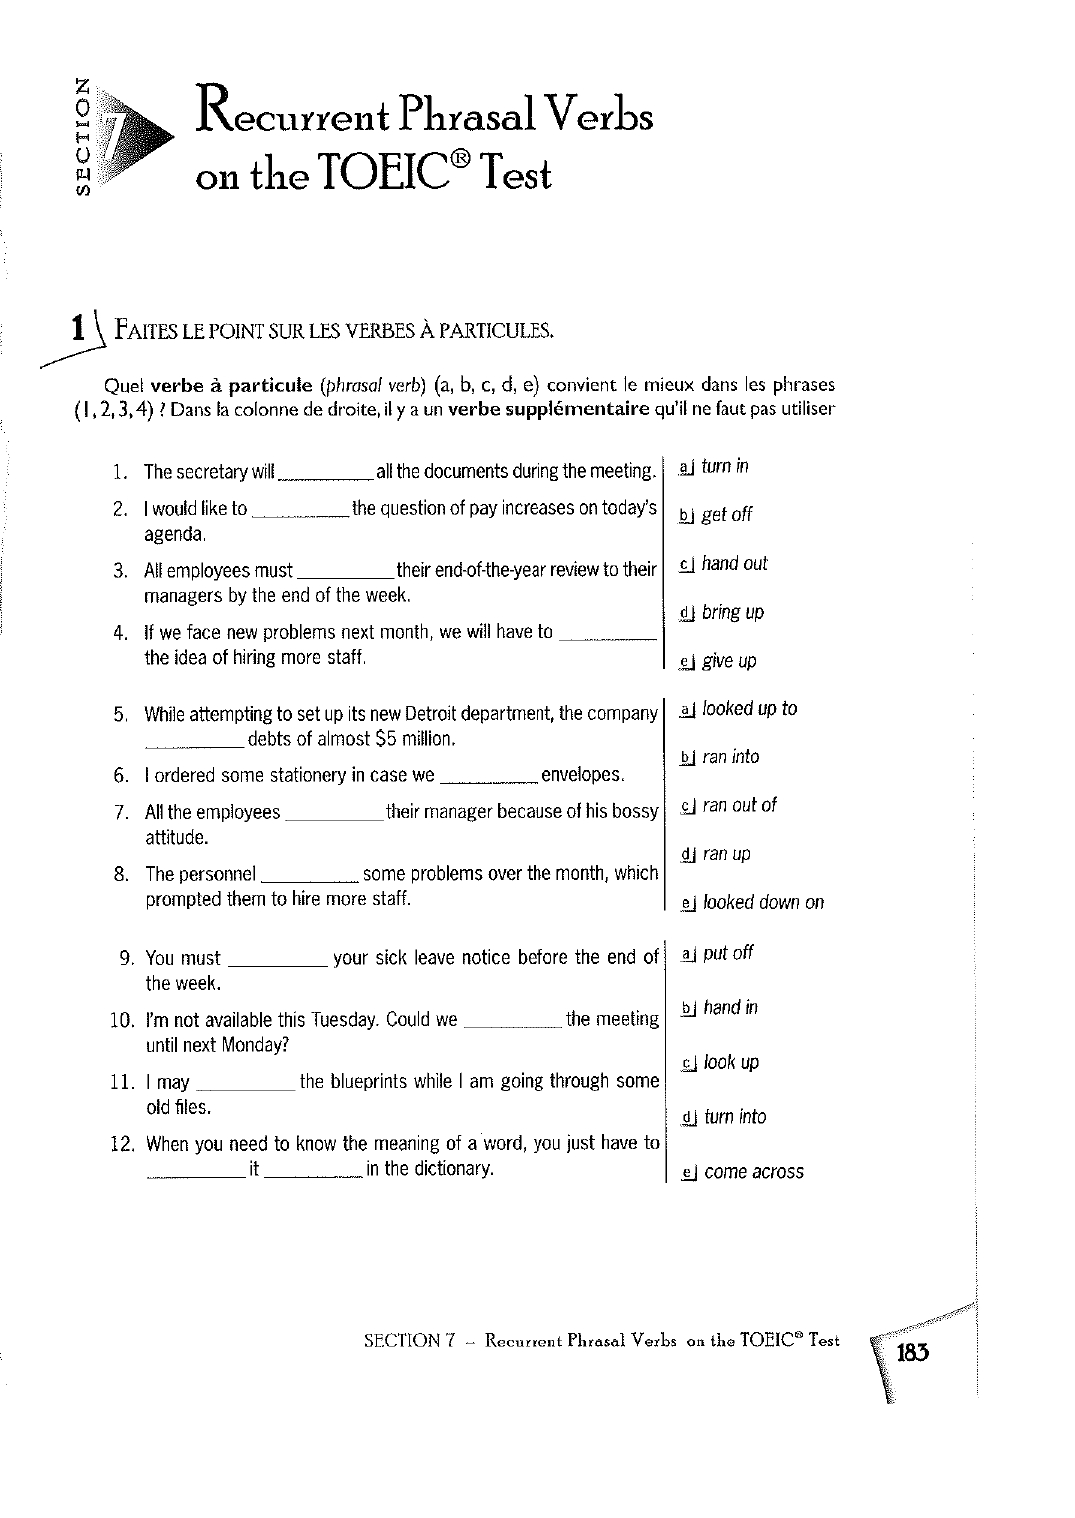 SECTION
7
Recurrent Phrasal Verbs
on the TOEIC® Test
1 FAITES LE POINT SUR LES VERBES À PARTICULES.
Quel verbe à particule (phrasal verb) (a, b, c, d, e) convient le mieux dans les phrases
(1, 2, 3, 4) ? Dans la colonne de droite, il y a un verbe supplémentaire qu'il ne faut pas utiliser
1. The secretary will __________ all the documents during the meeting.
2. I would like to __________ the question of pay increases on today's
agenda.
3. All employees must __________ their end-of-the-year review to their
managers by the end of the week.
4. If we face new problems next month, we will have to __________
the idea of hiring more staff.
a) turn in
b) get off
c) hand out
d) bring up
e) give up
5. While attempting to set up its new Detroit department, the company
__________ debts of almost $5 million.
6. I ordered some stationery in case we __________ envelopes.
7. All the employees __________ their manager because of his bossy
attitude.
8. The personnel __________ some problems over the month, which
prompted them to hire more staff.
a) looked up to
b) ran into
c) ran out of
d) ran up
e) looked down on
9. You must __________ your sick leave notice before the end of
the week.
10. I'm not available this Tuesday. Could we __________ the meeting
until next Monday?
11. I may __________ the blueprints while I am going through some
old files.
12. When you need to know the meaning of a word, you just have to
__________ it __________ in the dictionary.
a) put off
b) hand in
c) look up
d) turn into
e) come across
SECTION 7 – Recurrent Phrasal Verbs on the TOEIC® Test
183